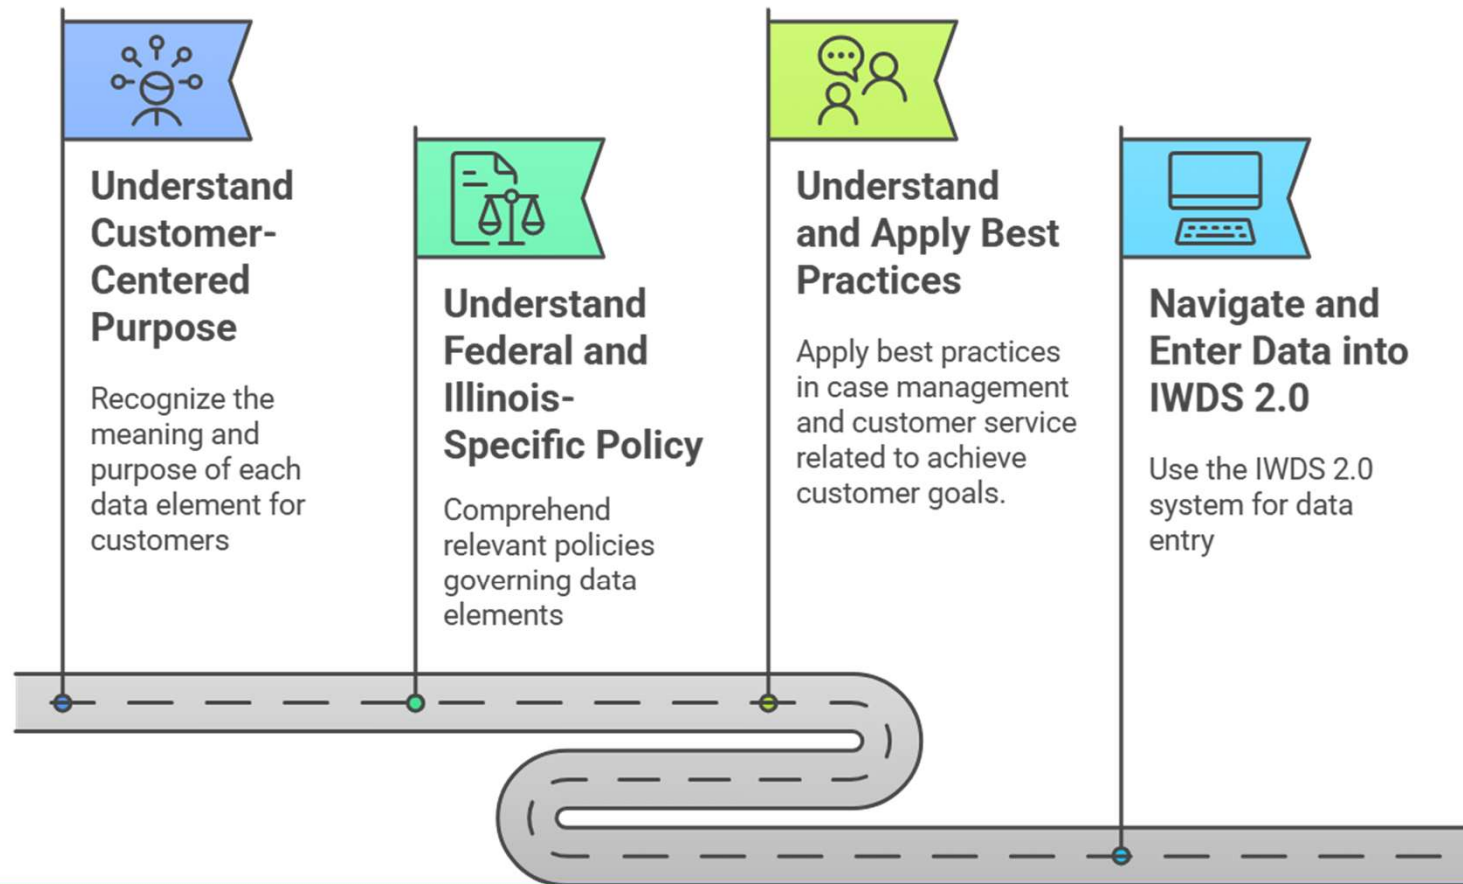 Understand
Customer-
Centered
Purpose
Recognize the
meaning and
purpose of each
data element for
customers
Understand
Federal and
Illinois-
Specific Policy
Comprehend
relevant policies
governing data
elements
Understand
and Apply Best
Practices
Apply best practices
in case management
and customer service
related to achieve
customer goals.
Navigate and
Enter Data into
IWDS 2.0
Use the IWDS 2.0
system for data
entry